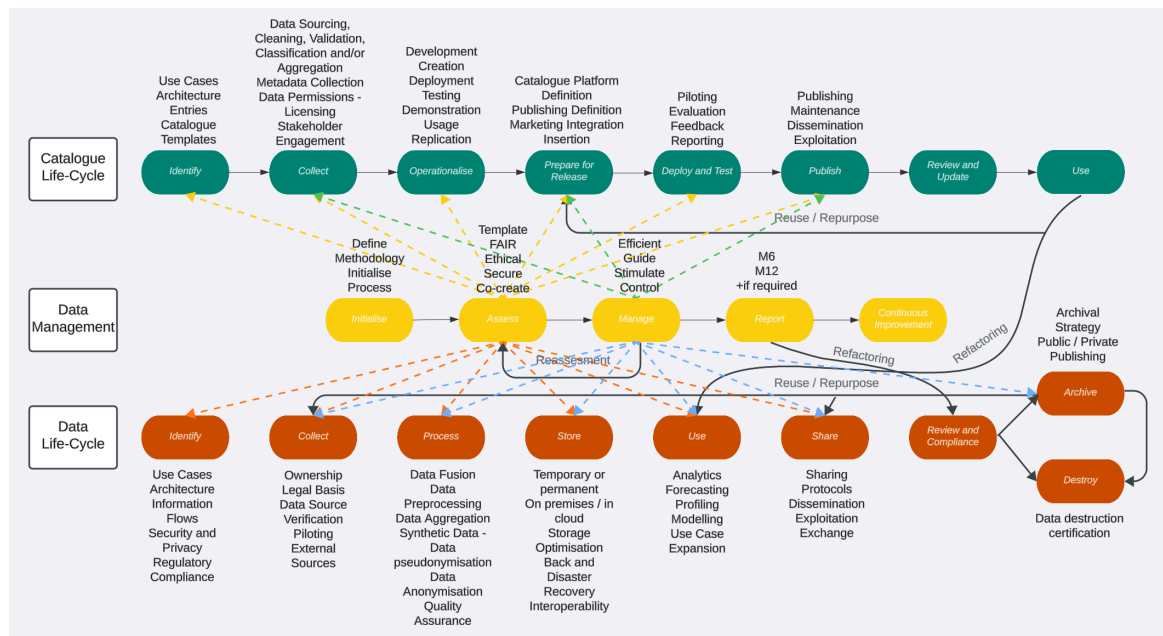 Use Cases
Architecture
Entries
Catalogue
Templates
Data Sourcing,
Cleaning, Validation,
Classification and/or
Aggregation
Metadata Collection
Data Permissions -
Licensing
Stakeholder
Engagement
Development
Creation
Deployment
Testing
Demonstration
Usage
Replication
Catalogue Platform
Definition
Publishing Definition
Marketing Integration
Insertion
Piloting
Evaluation
Feedback
Reporting
Publishing
Maintenance
Dissemination
Exploitation
Catalogue
Life-Cycle
Identify
Collect
Operationalise
Prepare for
Release
Deploy and Test
Publish
Review and
Update
Use
Reuse / Repurpose
Define
Methodology
Initialise
Process
Template
FAIR
Ethical
Secure
Co-create
Efficient
Guide
Stimulate
Control
M6
M12
+if required
Data
Management
Initialise
Assess
Manage
Report
Continuous
Improvement
Reassesment
Refactoring
Refactoring
Reuse / Repurpose
Archival
Strategy
Public / Private
Publishing
Archive
Data
Life-Cycle
Identify
Collect
Process
Store
Use
Share
Review and
Compliance
Destroy
Use Cases
Architecture
Information
Flows
Security and
Privacy
Regulatory
Compliance
Ownership
Legal Basis
Data Source
Verification
Piloting
External
Sources
Data Fusion
Data
Preprocessing
Data Aggregation
Synthetic Data -
Data
pseudonymisation
Data
Anonymisation
Quality
Assurance
Temporary or
permanent
On premises / in
cloud
Storage
Optimisation
Back and
Disaster
Recovery
Interoperability
Analytics
Forecasting
Profiling
Modelling
Use Case
Expansion
Sharing
Protocols
Dissemination
Exploitation
Exchange
Data destruction
certification